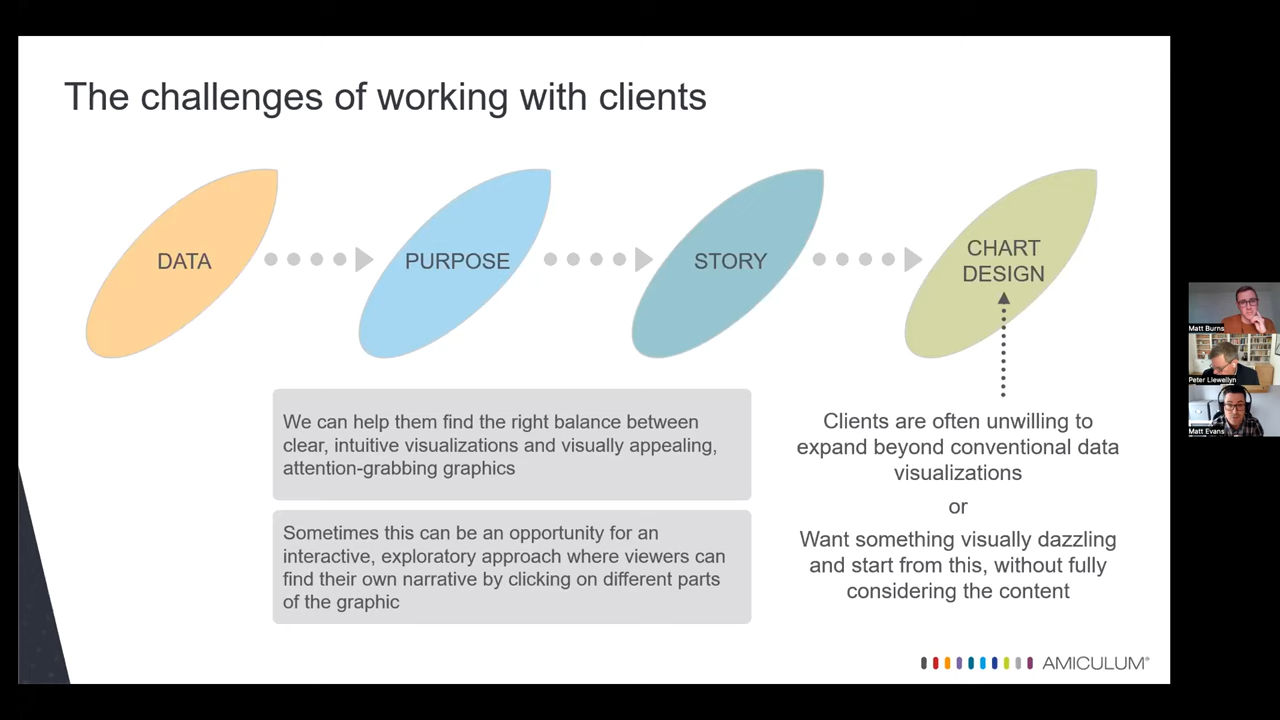 The challenges of working with clients
DATA
PURPOSE
STORY
CHART
DESIGN
We can help them find the right balance between
clear, intuitive visualizations and visually appealing,
attention-grabbing graphics
Sometimes this can be an opportunity for an
interactive, exploratory approach where viewers can
find their own narrative by clicking on different parts
of the graphic
Clients are often unwilling to
expand beyond conventional data
visualizations
or
Want something visually dazzling
and start from this, without fully
considering the content
AMICULUM®
Matt Burns
Peter Llewellyn
Matt Evans